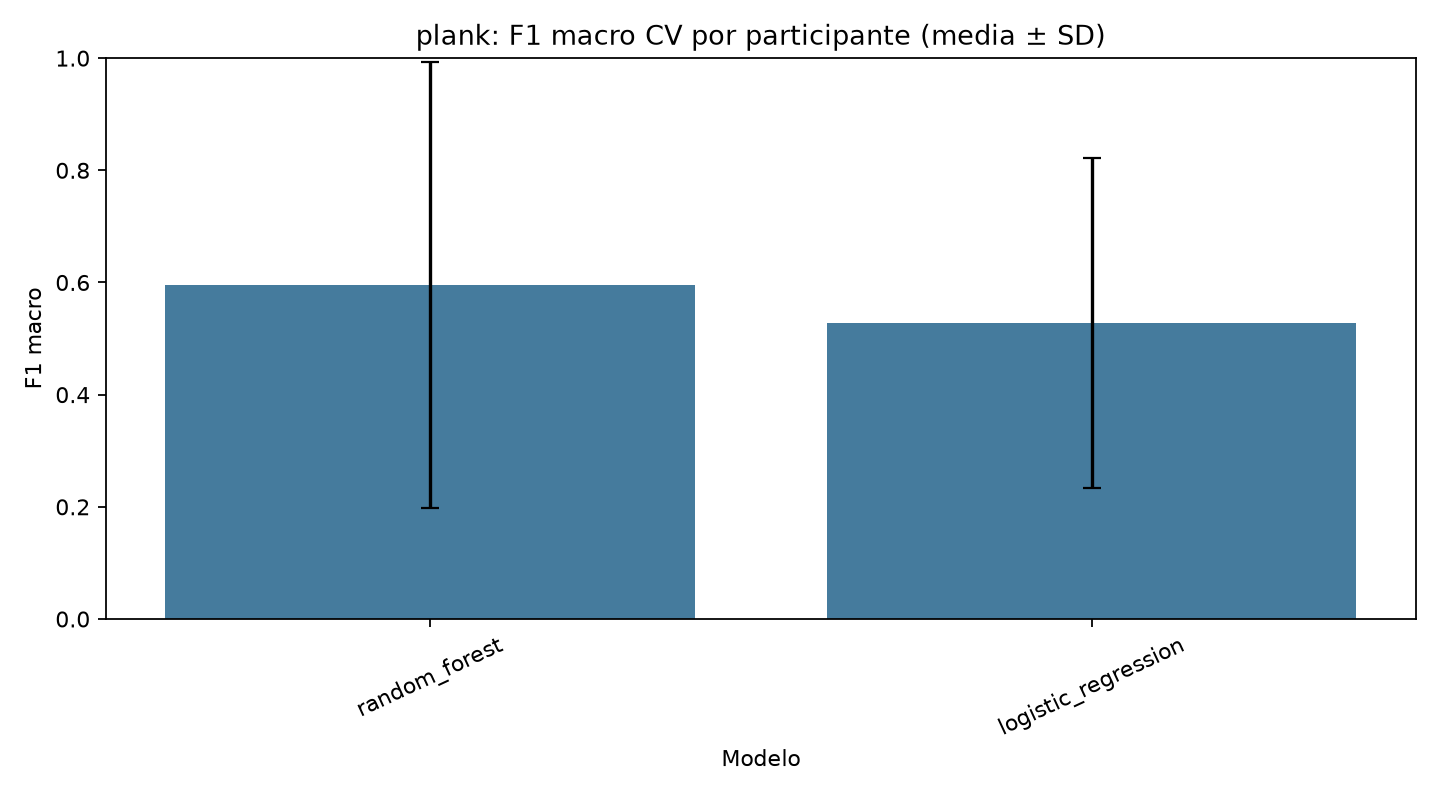 plank: F1 macro CV por participante (media ± SD)
1.0
0.8
0.6
0.4
0.2
0.0
F1 macro
random_forest
logistic_regression
Modelo